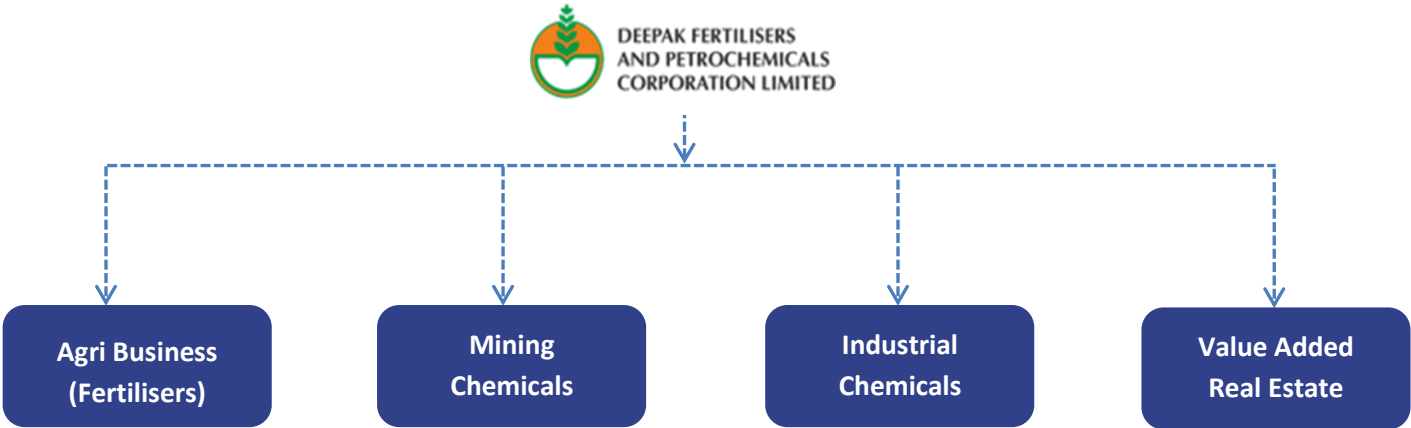 DEEPAK FERTILISERS
AND PETROCHEMICALS
CORPORATION LIMITED
Agri Business
(Fertilisers)
Mining
Chemicals
Industrial
Chemicals
Value Added
Real Estate